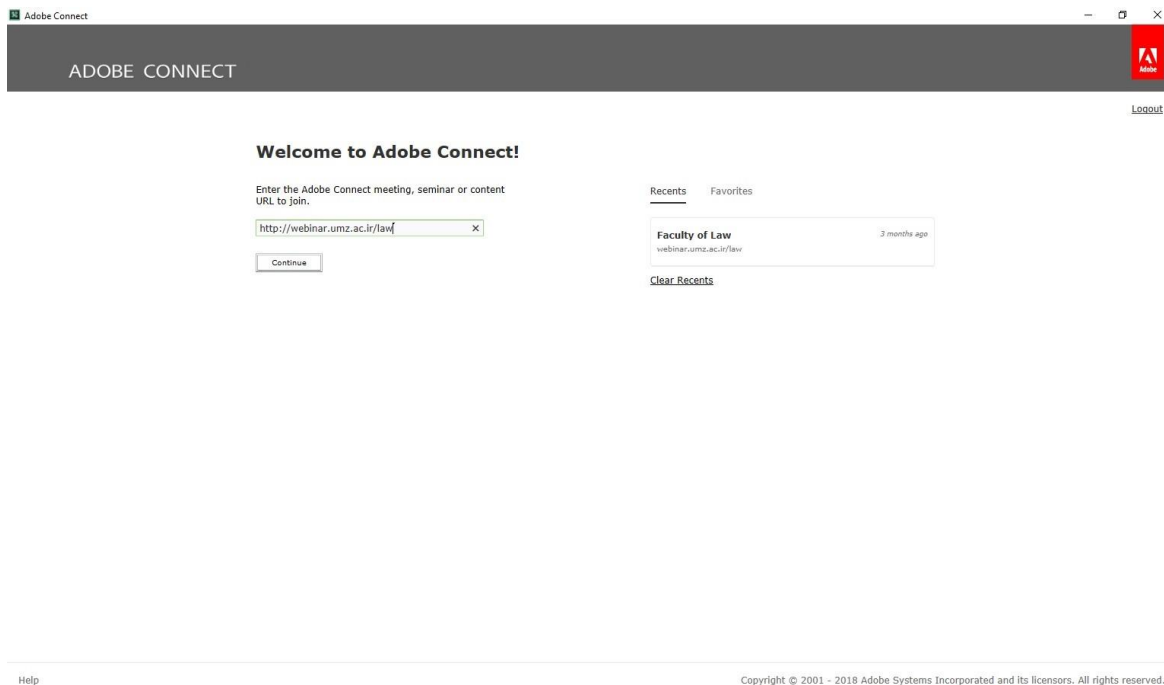 Adobe Connect
ADOBE CONNECT
Adobe
Logout
Welcome to Adobe Connect!
Enter the Adobe Connect meeting, seminar or content
URL to join.
http://webinar.umz.ac.ir/law
Continue
Recents Favorites
Faculty of Law 3 months ago
webinar.umz.ac.ir/law
Clear Recents
Help Copyright © 2001 - 2018 Adobe Systems Incorporated and its licensors. All rights reserved.